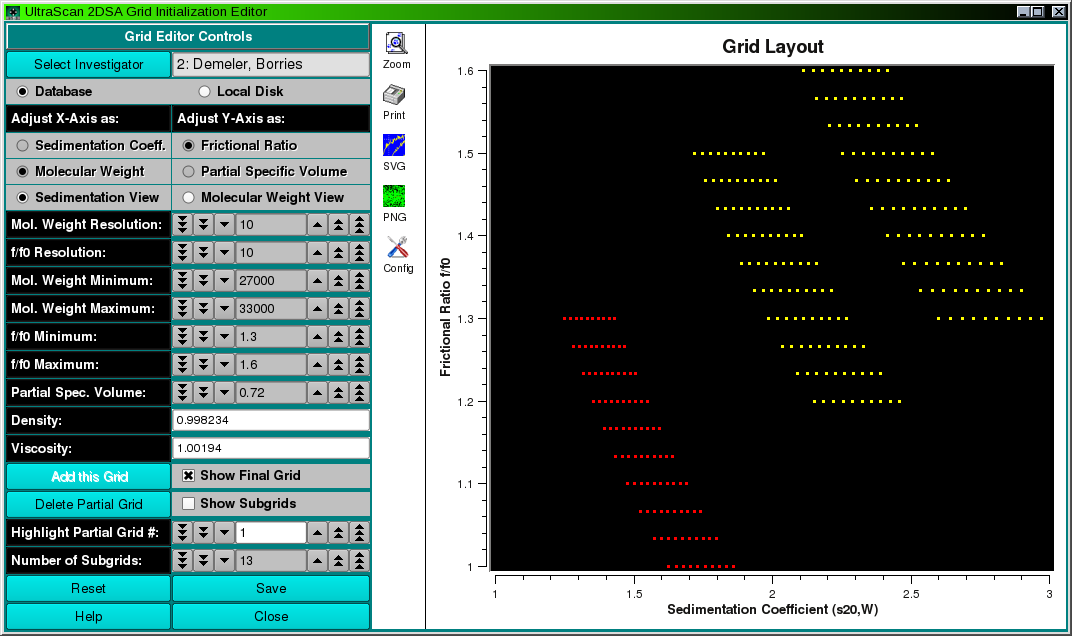 UltraScan 2DSA Grid Initialization Editor
Grid Editor Controls
Select Investigator
2: Demeler, Borries
Database
Local Disk
Adjust X-Axis as:
Adjust Y-Axis as:
Sedimentation Coeff.
Frictional Ratio
Molecular Weight
Partial Specific Volume
Sedimentation View
Molecular Weight View
Mol. Weight Resolution:
10
f/f0 Resolution:
10
Mol. Weight Minimum:
27000
Mol. Weight Maximum:
33000
f/f0 Minimum:
1.3
f/f0 Maximum:
1.6
Partial Spec. Volume:
0.72
Density:
0.998234
Viscosity:
1.00194
Add this Grid
Show Final Grid
Delete Partial Grid
Show Subgrids
Highlight Partial Grid #:
1
Number of Subgrids:
13
Reset
Save
Help
Close
Zoom
Print
SVG
PNG
Config
Grid Layout
Frictional Ratio f/f0
1.6
1.5
1.4
1.3
1.2
1.1
1
1
1.5
2
2.5
3
Sedimentation Coefficient (s20,W)